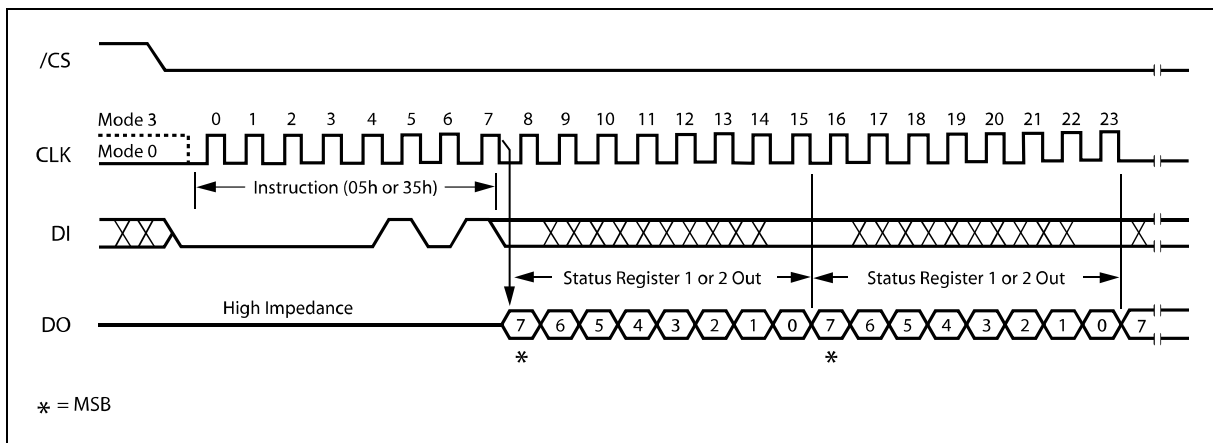 /CS
Mode 3
0 1 2 3 4 5 6 7 8 9 10 11 12 13 14 15 16 17 18 19 20 21 22 23
CLK
Mode 0
Instruction (05h or 35h)
DI
Status Register 1 or 2 Out
Status Register 1 or 2 Out
High Impedance
DO
7 6 5 4 3 2 1 0 7 6 5 4 3 2 1 0 7
* *
* = MSB